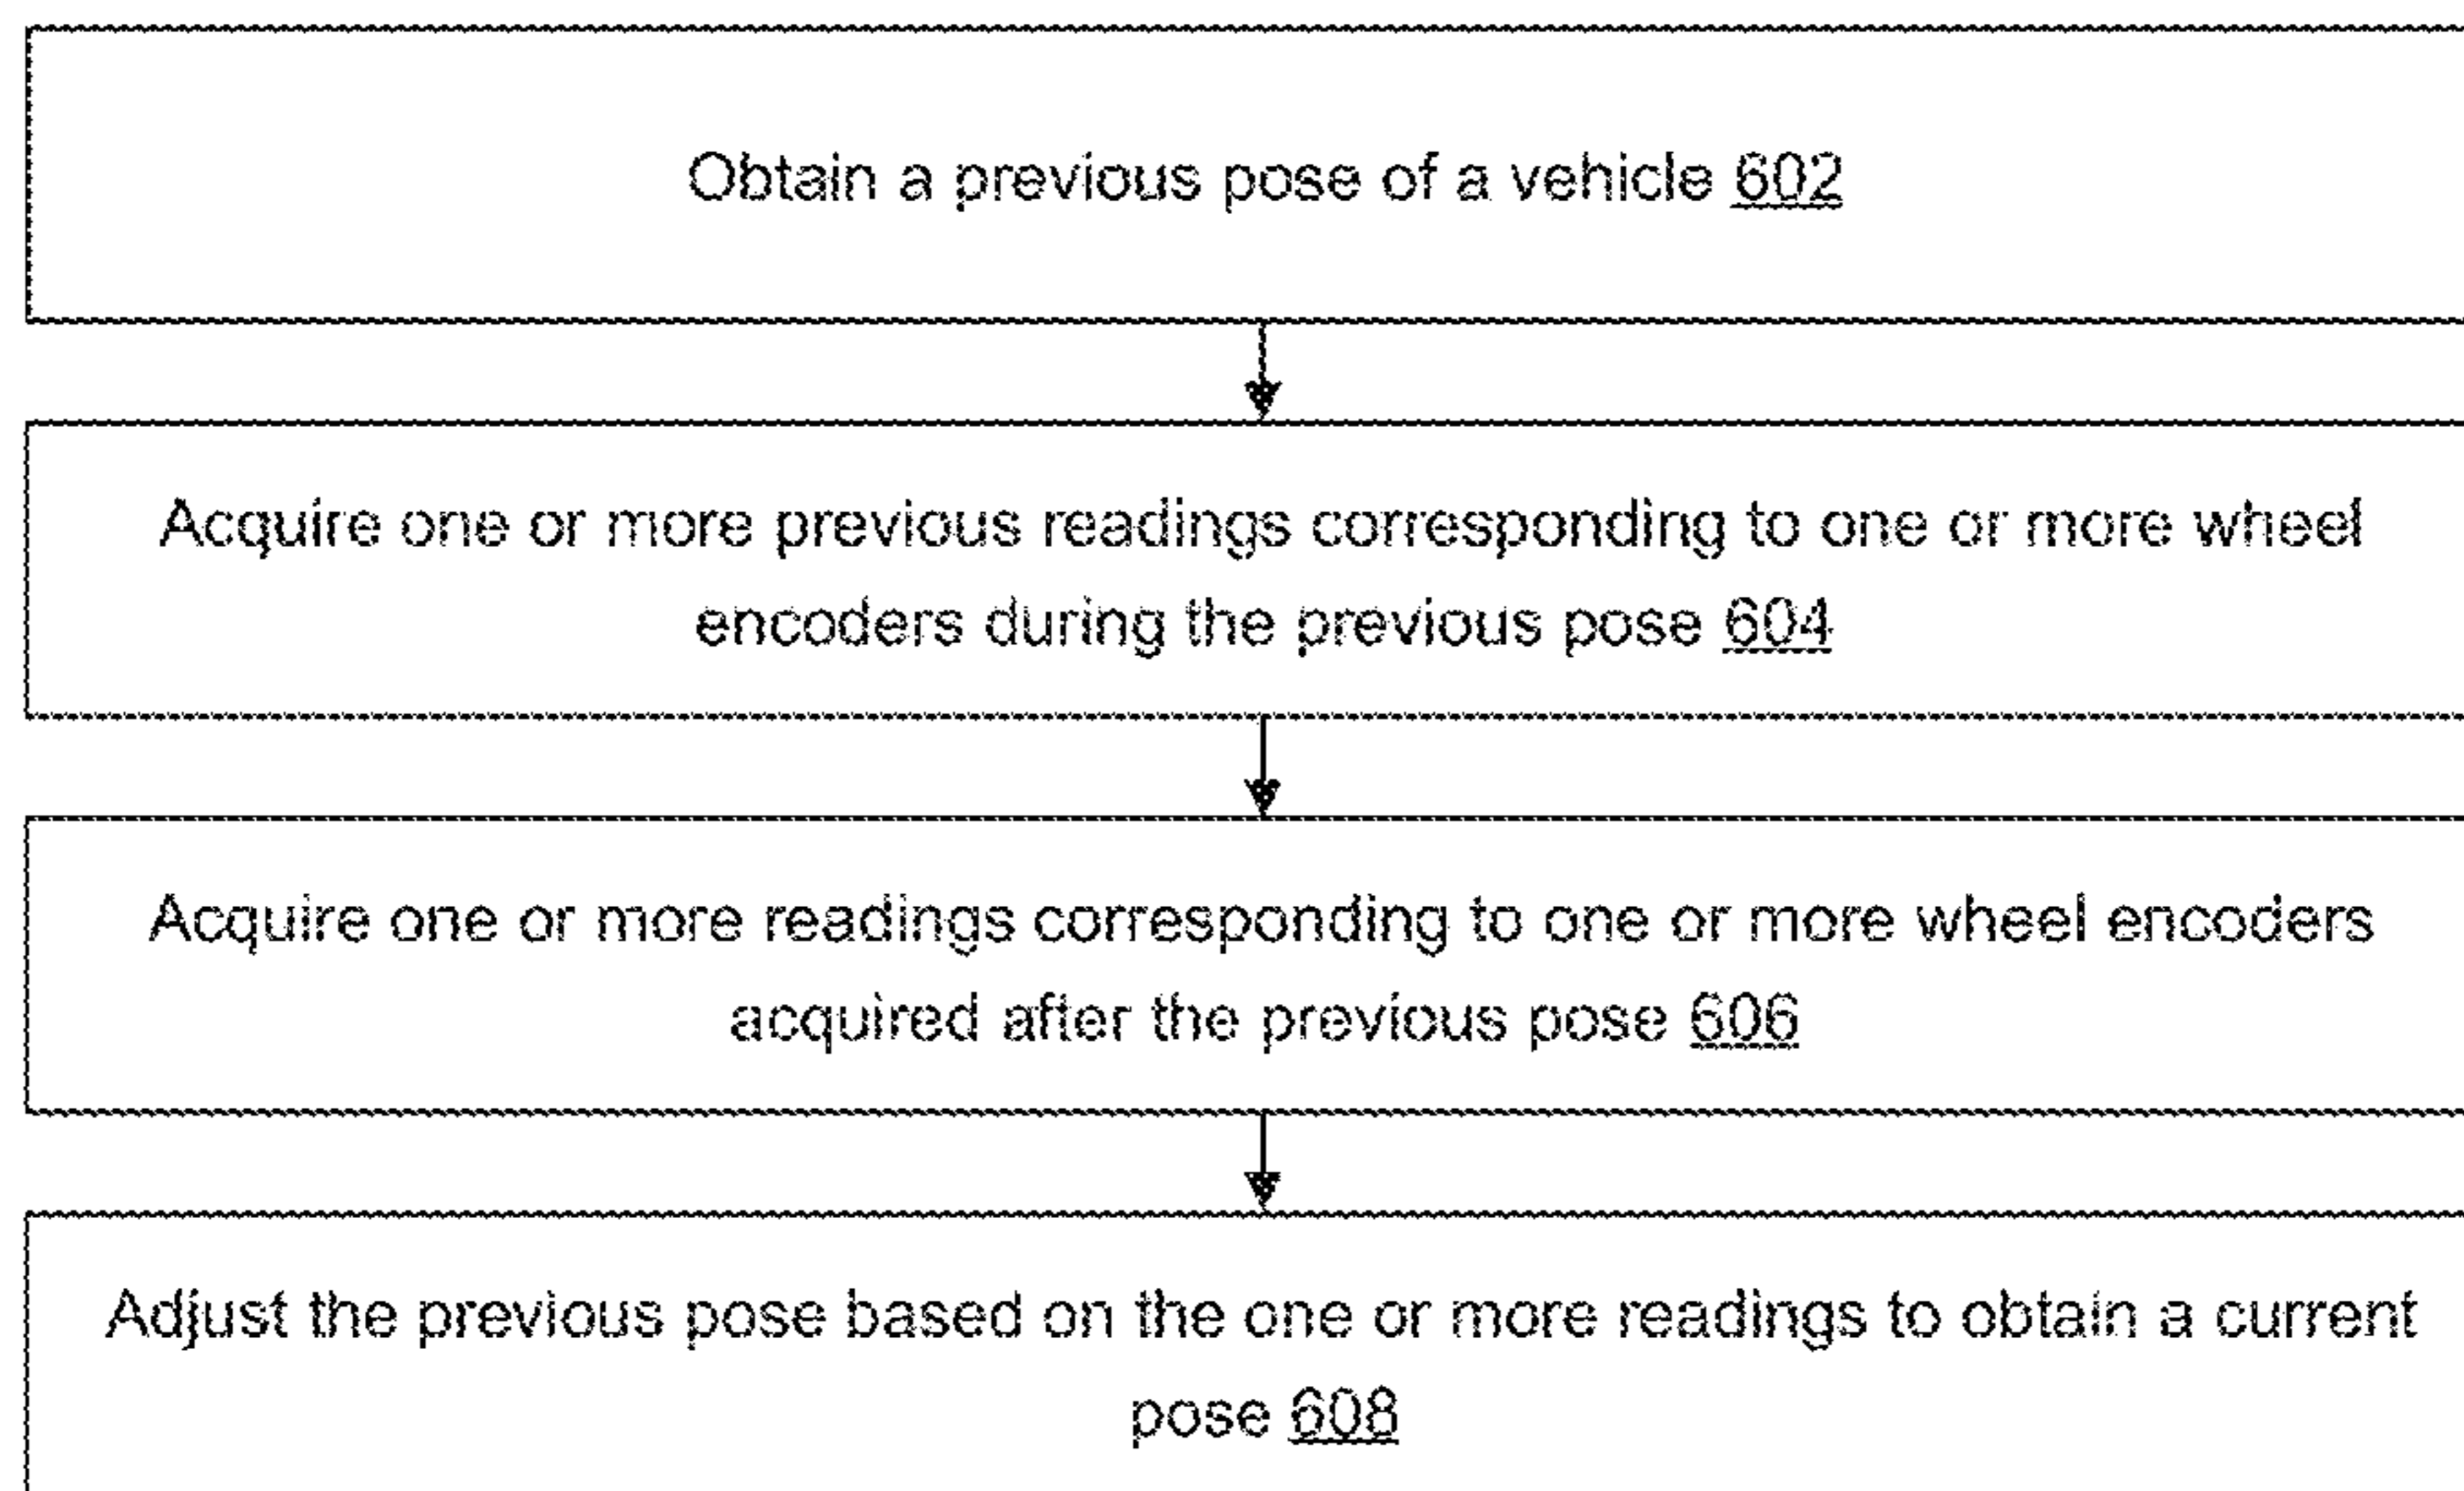 Obtain a previous pose of a vehicle 602
Acquire one or more previous readings corresponding to one or more wheel
encoders during the previous pose 604
Acquire one or more readings corresponding to one or more wheel encoders
acquired after the previous pose 606
Adjust the previous pose based on the one or more readings to obtain a current
pose 608